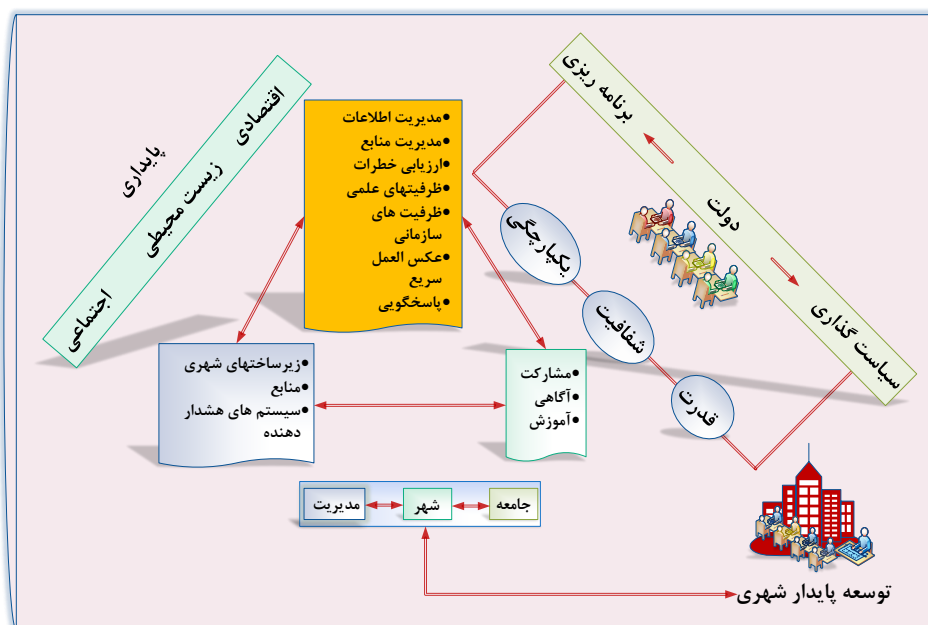 برنامه ریزی
دولت
سیاست گذاری
اقتصادی
زیست محیطی
اجتماعی
پایداری
●مدیریت اطلاعات
●مدیریت منابع
●ارزیابی خطرات
●ظرفیتهای علمی
●ظرفیت های
سازمانی
●عکس العمل
سریع
●پاسخگویی
یکپارچگی
شفافیت
قدرت
●مشارکت
●آگاهی
●آموزش
●زیرساختهای شهری
●منابع
●سیستم های هشدار
دهنده
جامعه
شهر
مدیریت
توسعه پایدار شهری